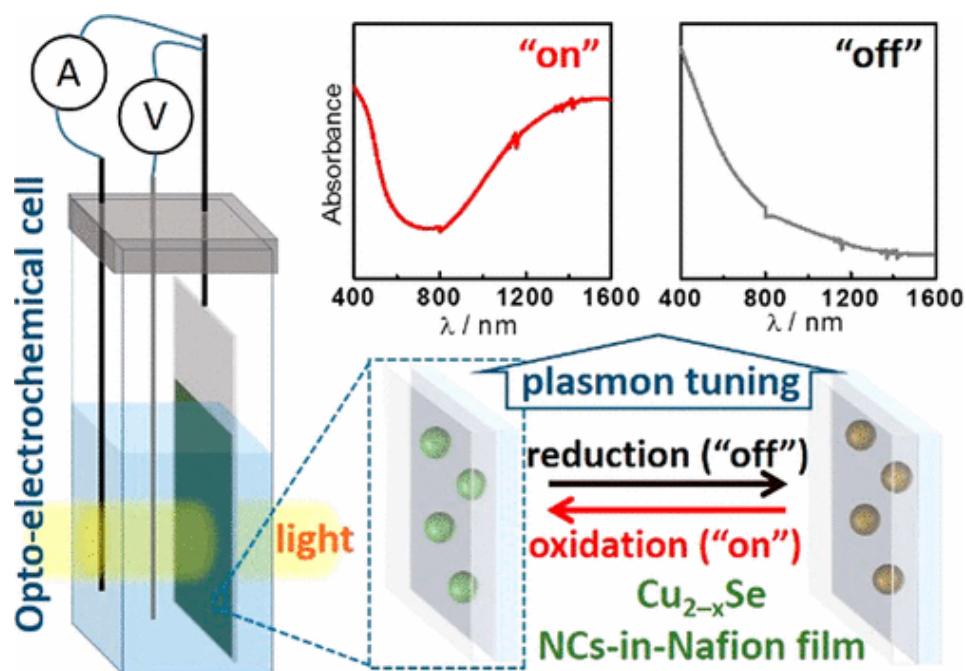 A
V
Opto-electrochemical cell
light
“on”
Absorbance
400 800 1200 1600
λ / nm
“off”
400 800 1200 1600
λ / nm
plasmon tuning
reduction (“off”)
oxidation (“on”)
Cu₂₋ₓSe
NCs-in-Nafion film